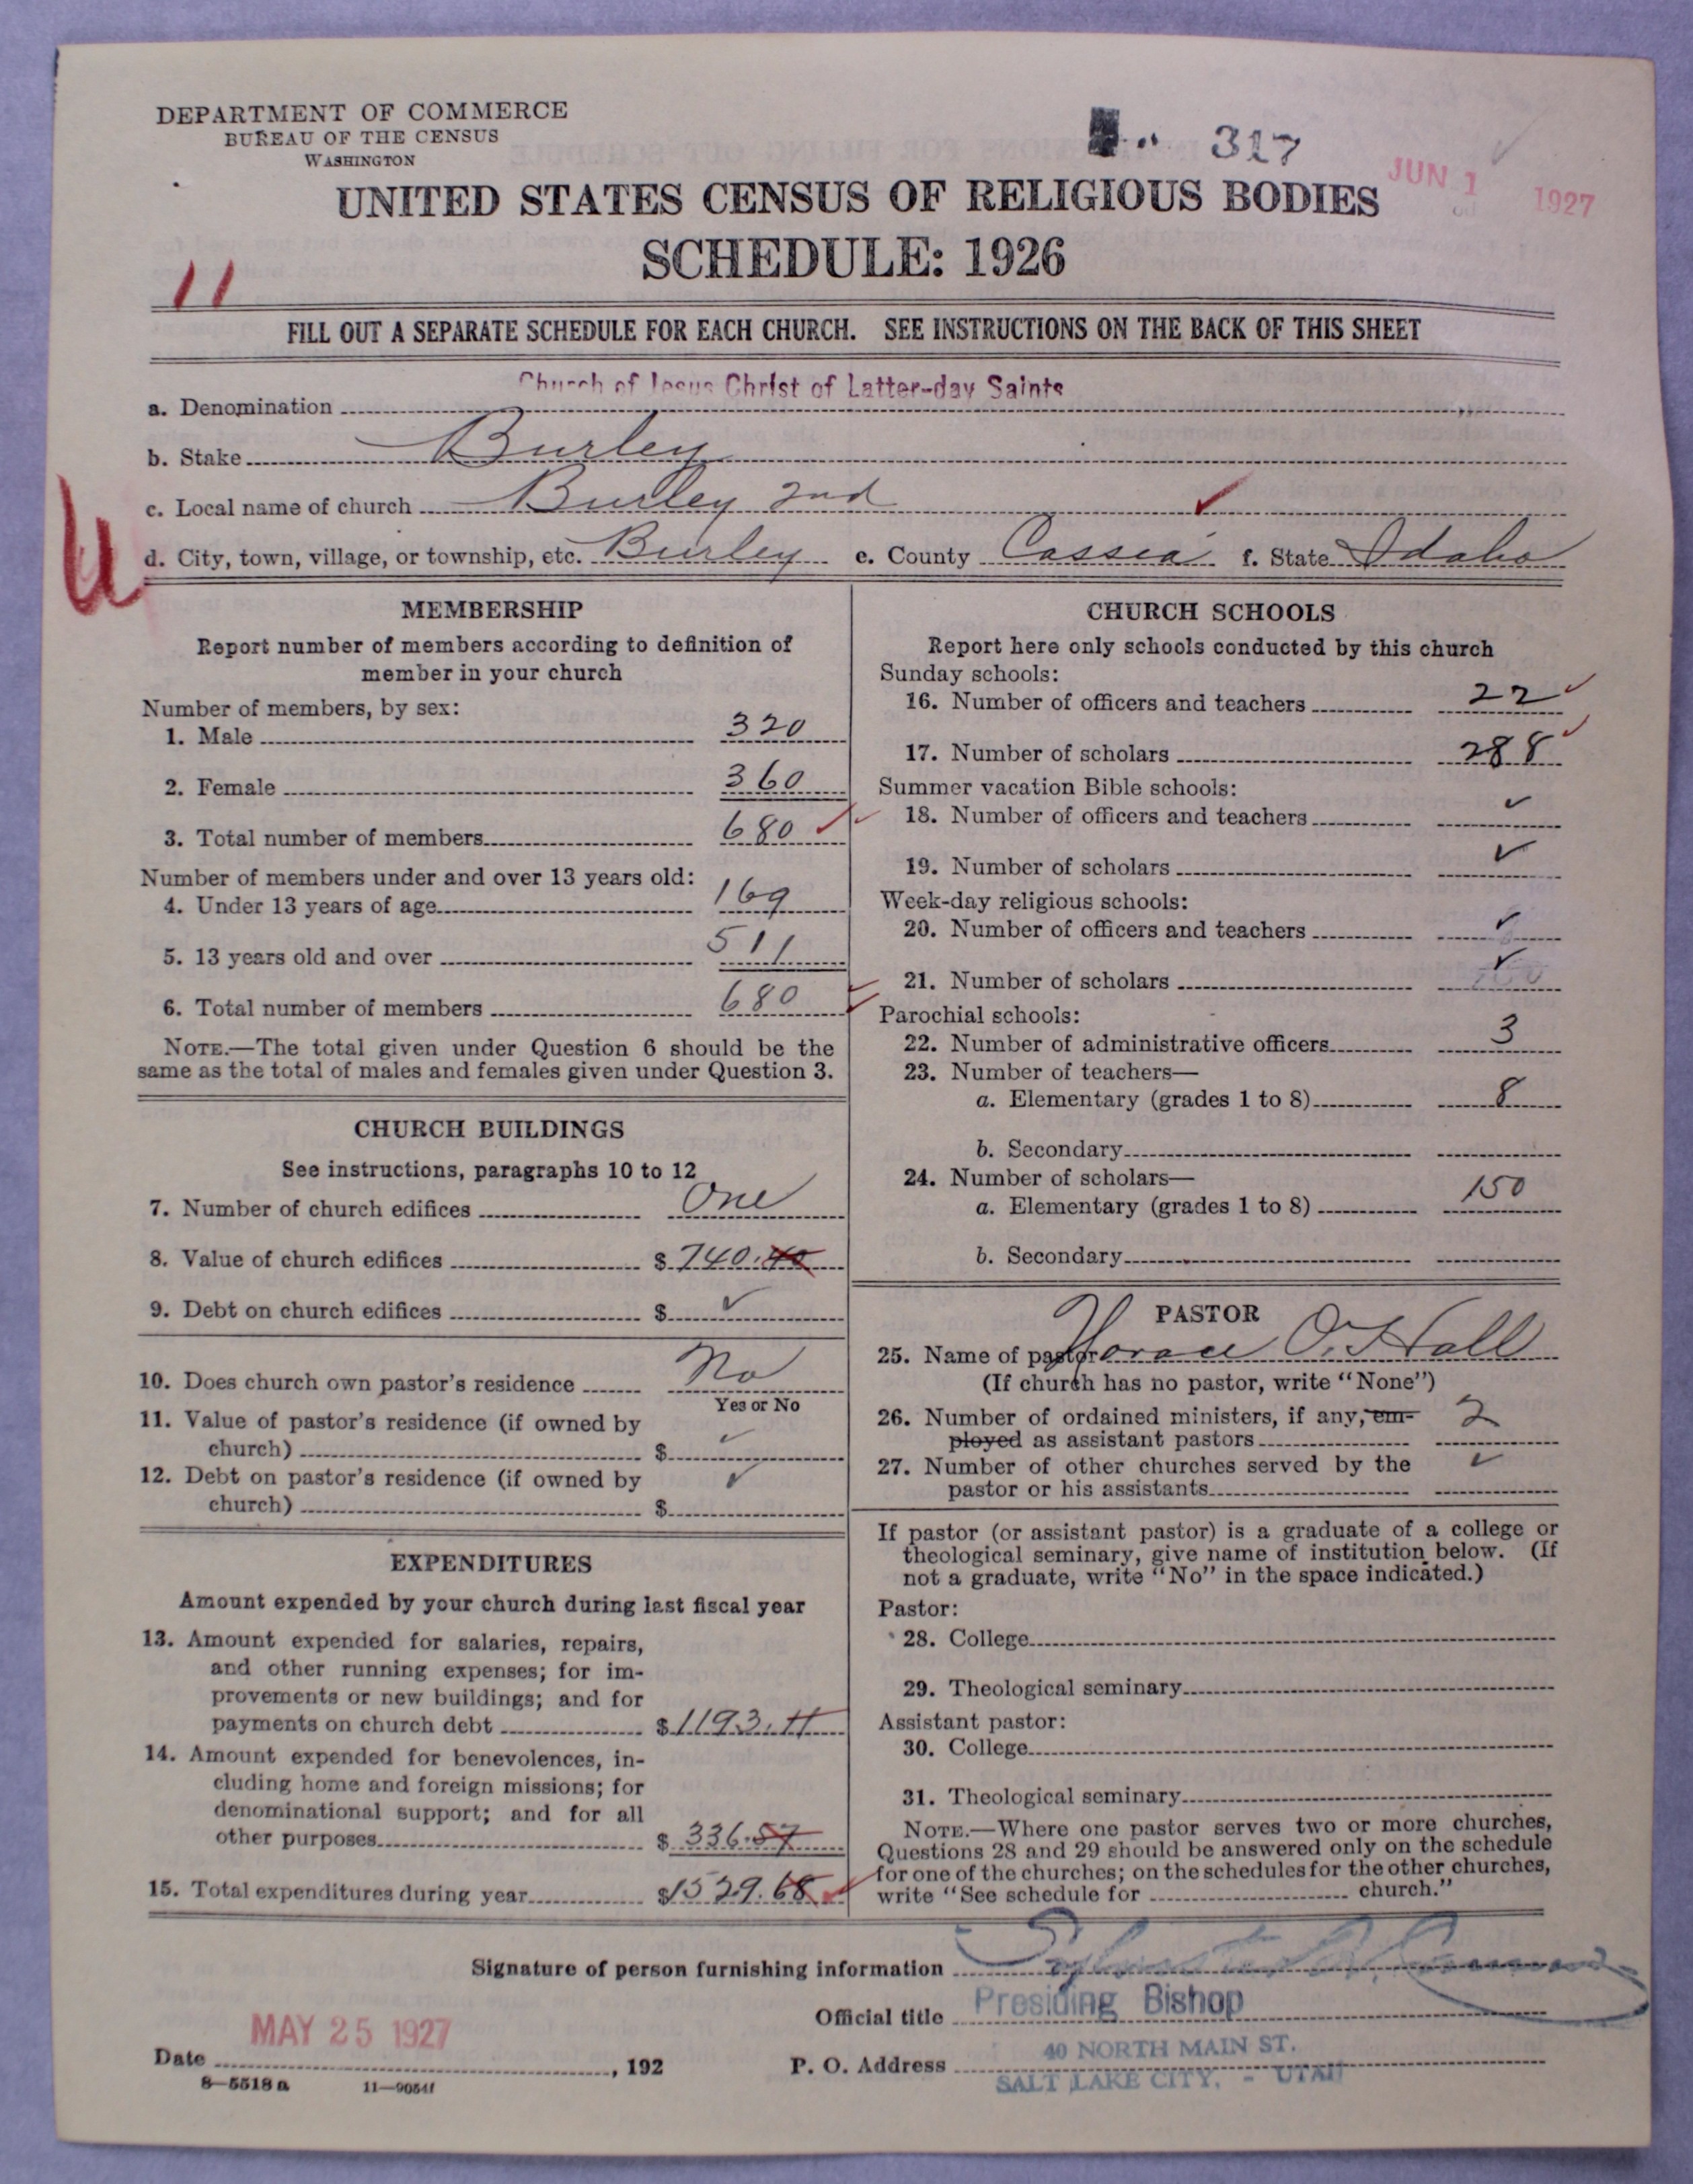 DEPARTMENT OF COMMERCE
BUREAU OF THE CENSUS
WASHINGTON
317
JUN 1 1927
UNITED STATES CENSUS OF RELIGIOUS BODIES
SCHEDULE: 1926
11
FILL OUT A SEPARATE SCHEDULE FOR EACH CHURCH. SEE INSTRUCTIONS ON THE BACK OF THIS SHEET
a. Denomination Church of Jesus Christ of Latter-day Saints
b. Stake Burley
c. Local name of church Burley 2nd ✓
d. City, town, village, or township, etc. Burley e. County Cassia f. State Idaho
MEMBERSHIP
Report number of members according to definition of
member in your church
Number of members, by sex:
1. Male 320
2. Female 360
3. Total number of members 680 ✓
Number of members under and over 13 years old:
4. Under 13 years of age 169
5. 13 years old and over 511
6. Total number of members 680 ✓
NOTE.—The total given under Question 6 should be the
same as the total of males and females given under Question 3.
CHURCH BUILDINGS
See instructions, paragraphs 10 to 12
7. Number of church edifices One
8. Value of church edifices $ 740.40
9. Debt on church edifices $ ✓
10. Does church own pastor's residence No
Yes or No
11. Value of pastor's residence (if owned by
church) $ ✓
12. Debt on pastor's residence (if owned by
church) $ ✓
EXPENDITURES
Amount expended by your church during last fiscal year
13. Amount expended for salaries, repairs,
and other running expenses; for im-
provements or new buildings; and for
payments on church debt $ 1193.11
14. Amount expended for benevolences, in-
cluding home and foreign missions; for
denominational support; and for all
other purposes $ 336.57
15. Total expenditures during year $1529.68 ✓
CHURCH SCHOOLS
Report here only schools conducted by this church
Sunday schools:
16. Number of officers and teachers 22 ✓
17. Number of scholars 288 ✓
Summer vacation Bible schools:
18. Number of officers and teachers ✓
19. Number of scholars ✓
Week-day religious schools:
20. Number of officers and teachers ✓
21. Number of scholars ✓
Parochial schools:
22. Number of administrative officers 3
23. Number of teachers—
a. Elementary (grades 1 to 8) 8
b. Secondary
24. Number of scholars—
a. Elementary (grades 1 to 8) 150
b. Secondary
PASTOR
25. Name of pastor Horace O. Hall
(If church has no pastor, write "None")
26. Number of ordained ministers, if any, em-
ployed as assistant pastors 2
27. Number of other churches served by the
pastor or his assistants ✓
If pastor (or assistant pastor) is a graduate of a college or
theological seminary, give name of institution below. (If
not a graduate, write "No" in the space indicated.)
Pastor:
28. College
29. Theological seminary
Assistant pastor:
30. College
31. Theological seminary
NOTE.—Where one pastor serves two or more churches,
Questions 28 and 29 should be answered only on the schedule
for one of the churches; on the schedules for the other churches,
write "See schedule for church."
Signature of person furnishing information
Official title Presiding Bishop
Date MAY 25 1927, 192
P. O. Address 40 NORTH MAIN ST.
SALT LAKE CITY, - UTAH
8—5518 a 11—9054f